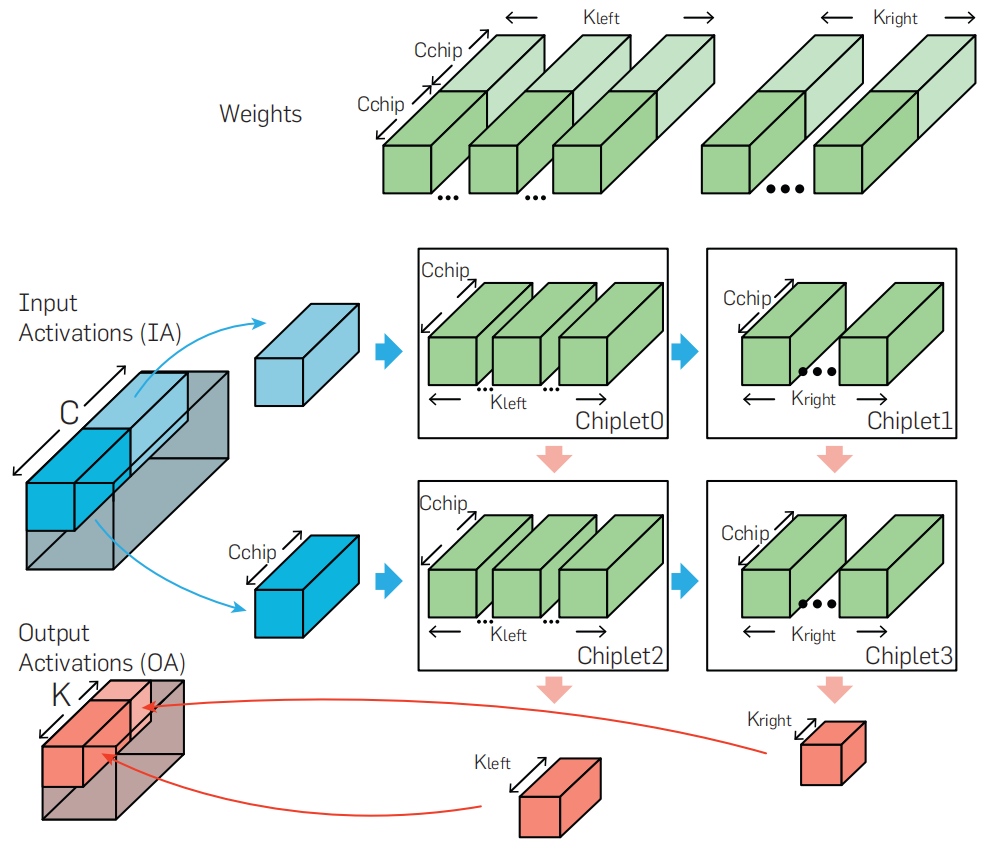 Kleft
Kright
Cchip
Cchip
Weights
...
...
...
Input
Activations (IA)
C
Cchip
...
...
Kleft
Chiplet0
Cchip
...
Kright
Chiplet1
Cchip
Cchip
...
...
Kleft
Chiplet2
Cchip
...
Kright
Chiplet3
Output
Activations (OA)
K
Kleft
Kright